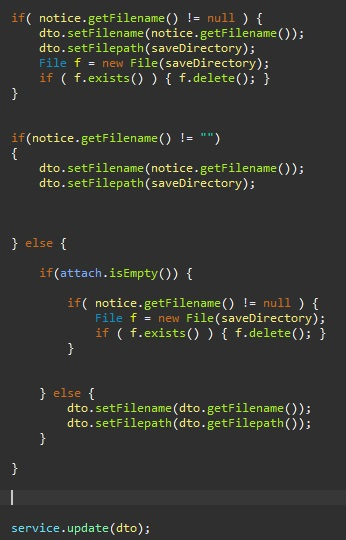 if( notice.getFilename() != null ) {
dto.setFilename(notice.getFilename());
dto.setFilepath(saveDirectory);
File f = new File(saveDirectory);
if ( f.exists() ) { f.delete(); }
}
if(notice.getFilename() != "")
{
dto.setFilename(notice.getFilename());
dto.setFilepath(saveDirectory);
} else {
if(attach.isEmpty()) {
if( notice.getFilename() != null ) {
File f = new File(saveDirectory);
if ( f.exists() ) { f.delete(); }
}
} else {
dto.setFilename(dto.getFilename());
dto.setFilepath(dto.getFilepath());
}
}
service.update(dto);